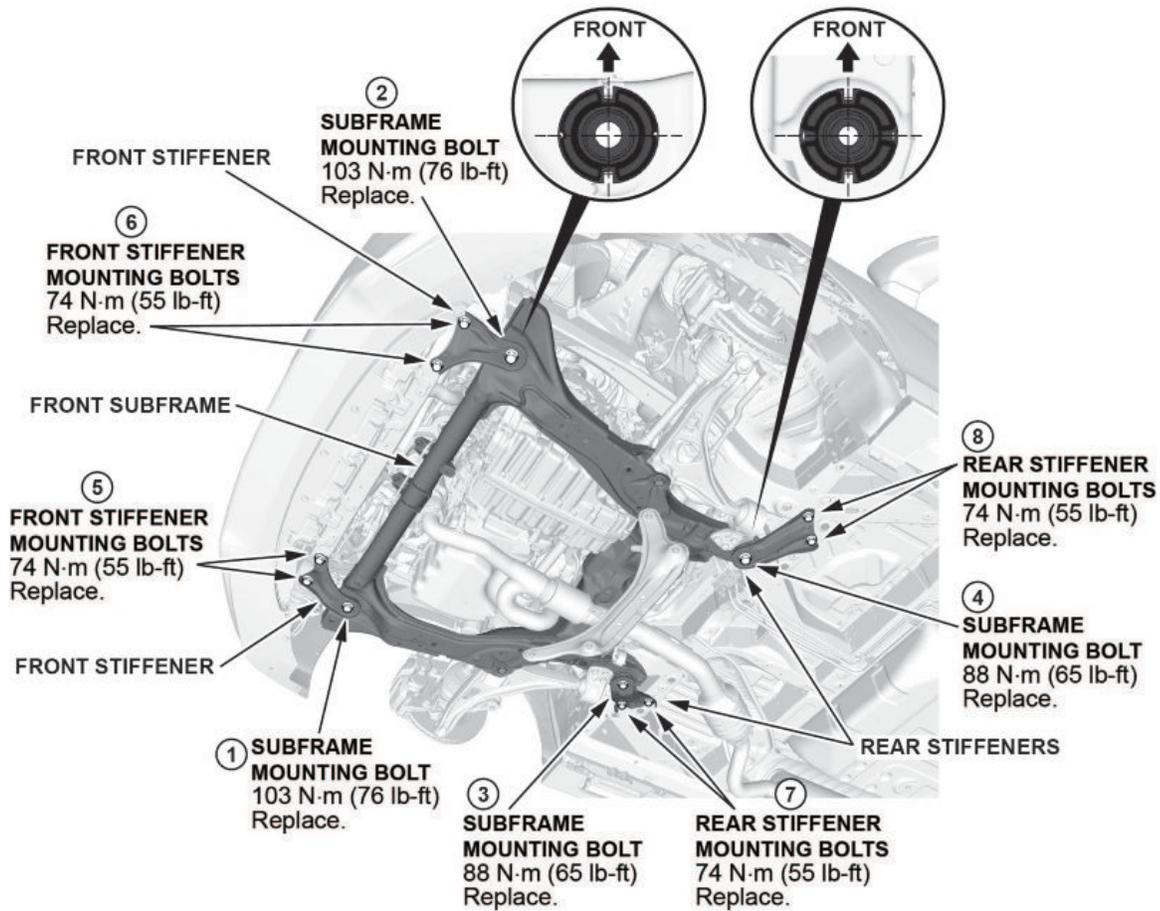 FRONT
FRONT
②
SUBFRAME
MOUNTING BOLT
103 N·m (76 lb-ft)
Replace.
FRONT STIFFENER
⑥
FRONT STIFFENER
MOUNTING BOLTS
74 N·m (55 lb-ft)
Replace.
FRONT SUBFRAME
⑤
FRONT STIFFENER
MOUNTING BOLTS
74 N·m (55 lb-ft)
Replace.
FRONT STIFFENER
① SUBFRAME
MOUNTING BOLT
103 N·m (76 lb-ft)
Replace.
③
SUBFRAME
MOUNTING BOLT
88 N·m (65 lb-ft)
Replace.
⑦
REAR STIFFENER
MOUNTING BOLTS
74 N·m (55 lb-ft)
Replace.
⑧
REAR STIFFENER
MOUNTING BOLTS
74 N·m (55 lb-ft)
Replace.
④
SUBFRAME
MOUNTING BOLT
88 N·m (65 lb-ft)
Replace.
REAR STIFFENERS